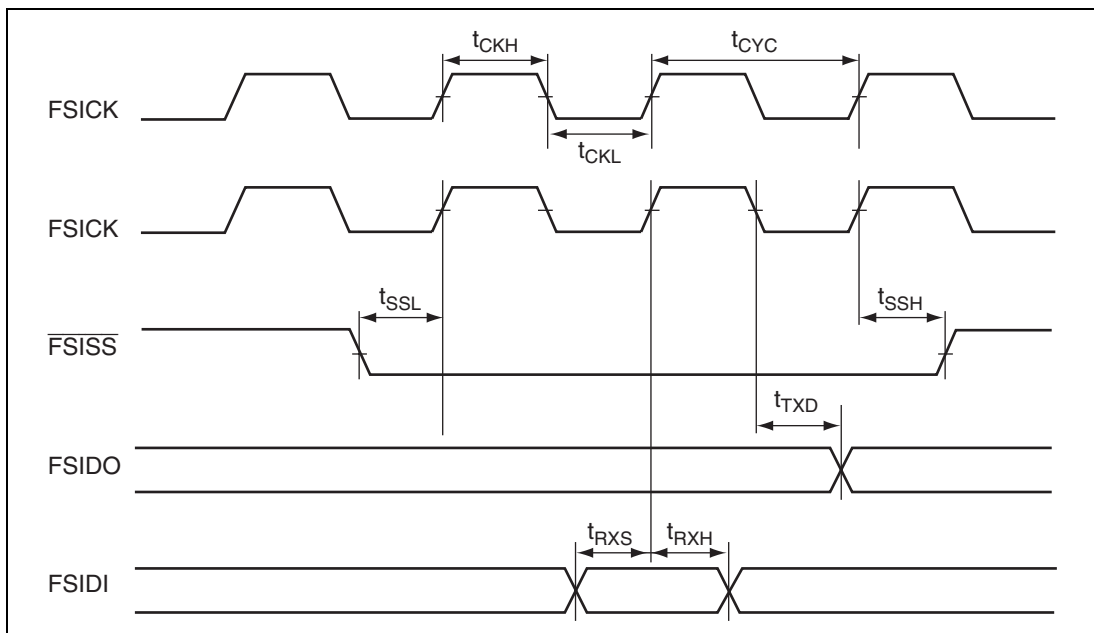 tCKH
tCYC
FSICK
tCKL
FSICK
tSSL
tSSH
FSISS
tTXD
FSIDO
tRXS
tRXH
FSIDI